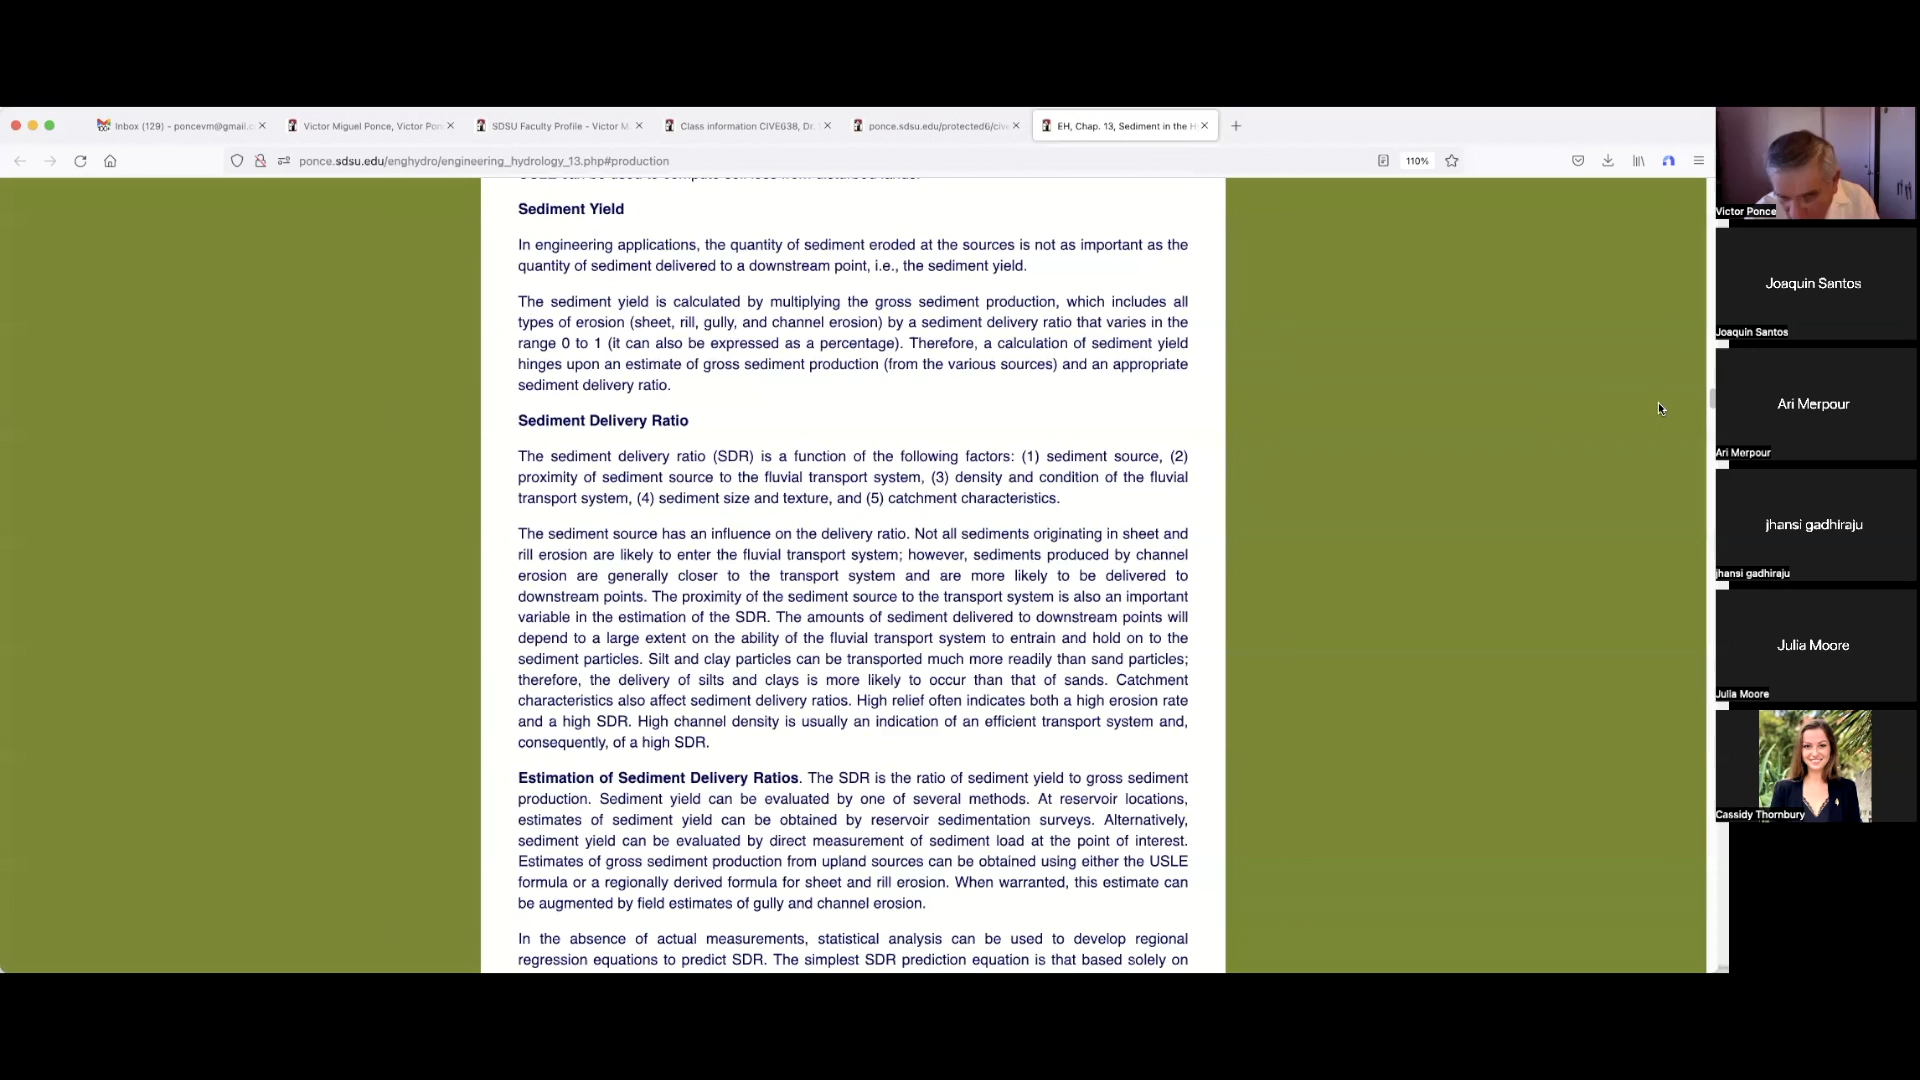 Inbox (129) - poncevm@gmail.c
Victor Miguel Ponce, Victor Pon
SDSU Faculty Profile - Victor M
Class information CIVE638, Dr.
ponce.sdsu.edu/protected6/cive
EH, Chap. 13, Sediment in the H
ponce.sdsu.edu/enghydro/engineering_hydrology_13.php#production
110%
Sediment Yield
In engineering applications, the quantity of sediment eroded at the sources is not as important as the
quantity of sediment delivered to a downstream point, i.e., the sediment yield.
The sediment yield is calculated by multiplying the gross sediment production, which includes all
types of erosion (sheet, rill, gully, and channel erosion) by a sediment delivery ratio that varies in the
range 0 to 1 (it can also be expressed as a percentage). Therefore, a calculation of sediment yield
hinges upon an estimate of gross sediment production (from the various sources) and an appropriate
sediment delivery ratio.
Sediment Delivery Ratio
The sediment delivery ratio (SDR) is a function of the following factors: (1) sediment source, (2)
proximity of sediment source to the fluvial transport system, (3) density and condition of the fluvial
transport system, (4) sediment size and texture, and (5) catchment characteristics.
The sediment source has an influence on the delivery ratio. Not all sediments originating in sheet and
rill erosion are likely to enter the fluvial transport system; however, sediments produced by channel
erosion are generally closer to the transport system and are more likely to be delivered to
downstream points. The proximity of the sediment source to the transport system is also an important
variable in the estimation of the SDR. The amounts of sediment delivered to downstream points will
depend to a large extent on the ability of the fluvial transport system to entrain and hold on to the
sediment particles. Silt and clay particles can be transported much more readily than sand particles;
therefore, the delivery of silts and clays is more likely to occur than that of sands. Catchment
characteristics also affect sediment delivery ratios. High relief often indicates both a high erosion rate
and a high SDR. High channel density is usually an indication of an efficient transport system and,
consequently, of a high SDR.
Estimation of Sediment Delivery Ratios. The SDR is the ratio of sediment yield to gross sediment
production. Sediment yield can be evaluated by one of several methods. At reservoir locations,
estimates of sediment yield can be obtained by reservoir sedimentation surveys. Alternatively,
sediment yield can be evaluated by direct measurement of sediment load at the point of interest.
Estimates of gross sediment production from upland sources can be obtained using either the USLE
formula or a regionally derived formula for sheet and rill erosion. When warranted, this estimate can
be augmented by field estimates of gully and channel erosion.
In the absence of actual measurements, statistical analysis can be used to develop regional
regression equations to predict SDR. The simplest SDR prediction equation is that based solely on
Victor Ponce
Joaquin Santos
Joaquin Santos
Ari Merpour
Ari Merpour
jhansi gadhiraju
jhansi gadhiraju
Julia Moore
Julia Moore
Cassidy Thornbury